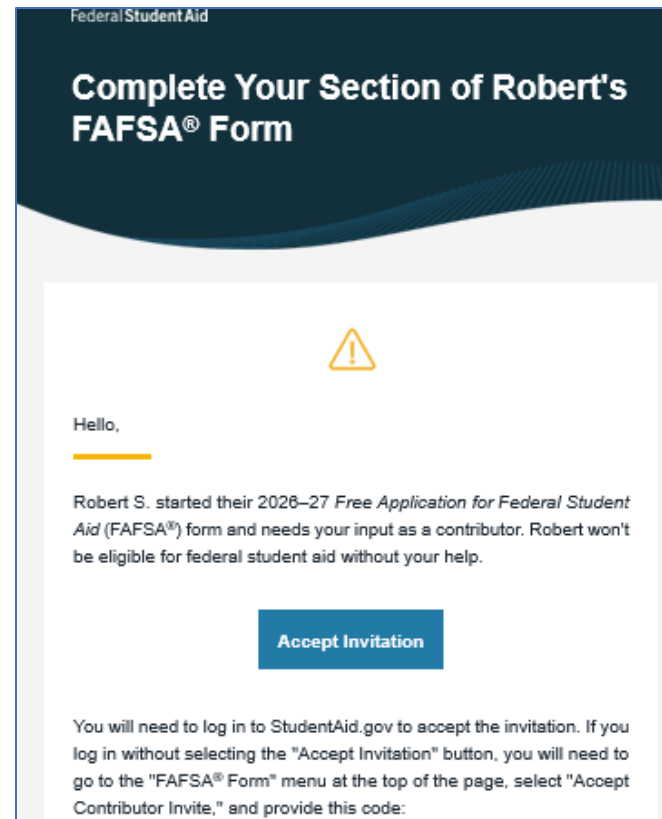 Federal Student Aid
Complete Your Section of Robert's
FAFSA® Form
Hello,
Robert S. started their 2026–27 Free Application for Federal Student
Aid (FAFSA®) form and needs your input as a contributor. Robert won't
be eligible for federal student aid without your help.
Accept Invitation
You will need to log in to StudentAid.gov to accept the invitation. If you
log in without selecting the "Accept Invitation" button, you will need to
go to the "FAFSA® Form" menu at the top of the page, select "Accept
Contributor Invite," and provide this code: